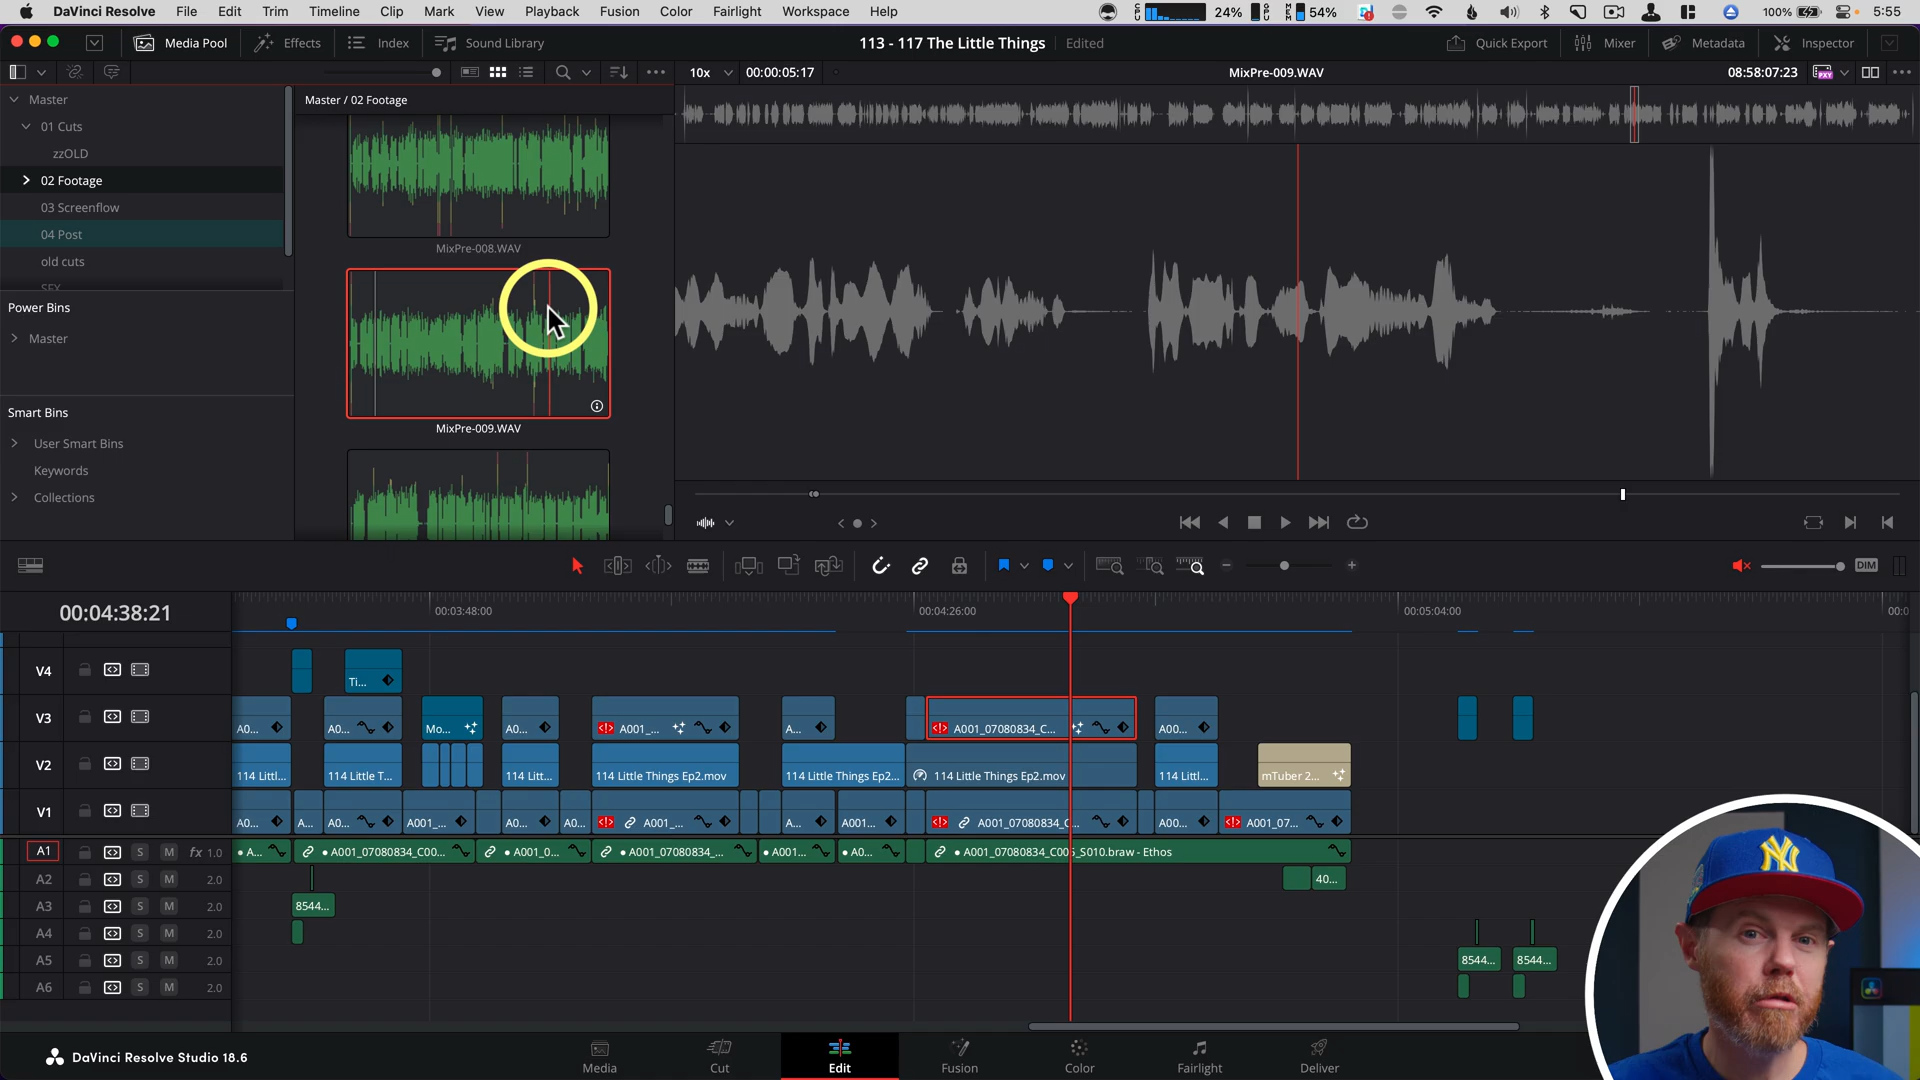 DaVinci Resolve File Edit Trim Timeline Clip Mark View Playback Fusion Color Fairlight Workspace Help 24% 54% 100% 5:55
Media Pool Effects Index Sound Library 113 - 117 The Little Things Edited Quick Export Mixer Metadata Inspector
10x 00:00:05:17 MixPre-009.WAV 08:58:07:23
Master
Master / 02 Footage
01 Cuts
zzOLD
02 Footage
03 Screenflow
04 Post
old cuts
SFX
Power Bins
Master
Smart Bins
User Smart Bins
Keywords
Collections
MixPre-008.WAV
MixPre-009.WAV
DIM
00:04:38:21
00:03:48:00 00:04:26:00 00:05:04:00 00:0
V4 Ti...
V3 A0... A0... Mo... A0... A001_... A... A001_07080834_C... A00...
V2 114 Littl... 114 Little T... 114 Litt... 114 Little Things Ep2.mov 114 Little Things Ep2... 114 Little Things Ep2.mov 114 Littl... mTuber 2...
V1 A0... A... A0... A001_... A0... A0... A001_... A... A001... A001_07080834_C... A00... A001_07...
A1 S M fx 1.0 A... A001_07080834_C00... A001_0... A001_07080834_... A001... A0... A001_07080834_C005_S010.braw - Ethos
A2 S M 2.0 40...
A3 S M 2.0 8544...
A4 S M 2.0
A5 S M 2.0 8544... 8544...
A6 S M 2.0
DaVinci Resolve Studio 18.6
Media Cut Edit Fusion Color Fairlight Deliver